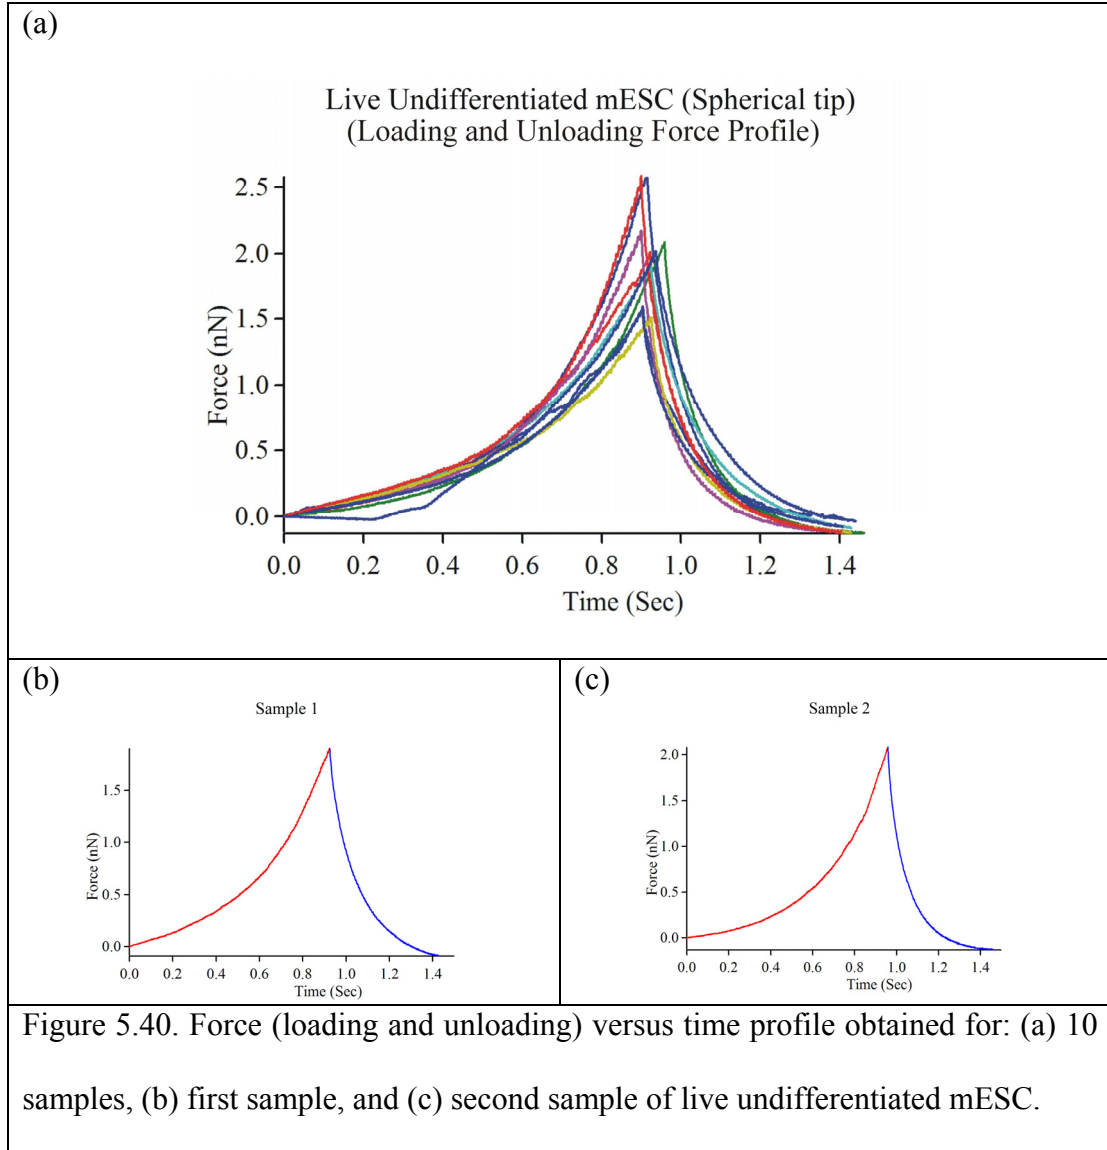 (a)
Live Undifferentiated mESC (Spherical tip)
(Loading and Unloading Force Profile)
2.5
2.0
1.5
1.0
0.5
0.0
Force (nN)
0.0 0.2 0.4 0.6 0.8 1.0 1.2 1.4
Time (Sec)
(b)
Sample 1
1.5
1.0
0.5
0.0
Force (nN)
0.0 0.2 0.4 0.6 0.8 1.0 1.2 1.4
Time (Sec)
(c)
Sample 2
2.0
1.5
1.0
0.5
0.0
Force (nN)
0.0 0.2 0.4 0.6 0.8 1.0 1.2 1.4
Time (Sec)
Figure 5.40. Force (loading and unloading) versus time profile obtained for: (a) 10
samples, (b) first sample, and (c) second sample of live undifferentiated mESC.